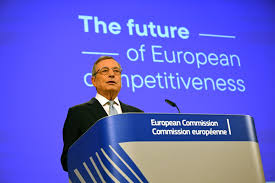 The future
of European
competitiveness
European Commission
Commission européenne